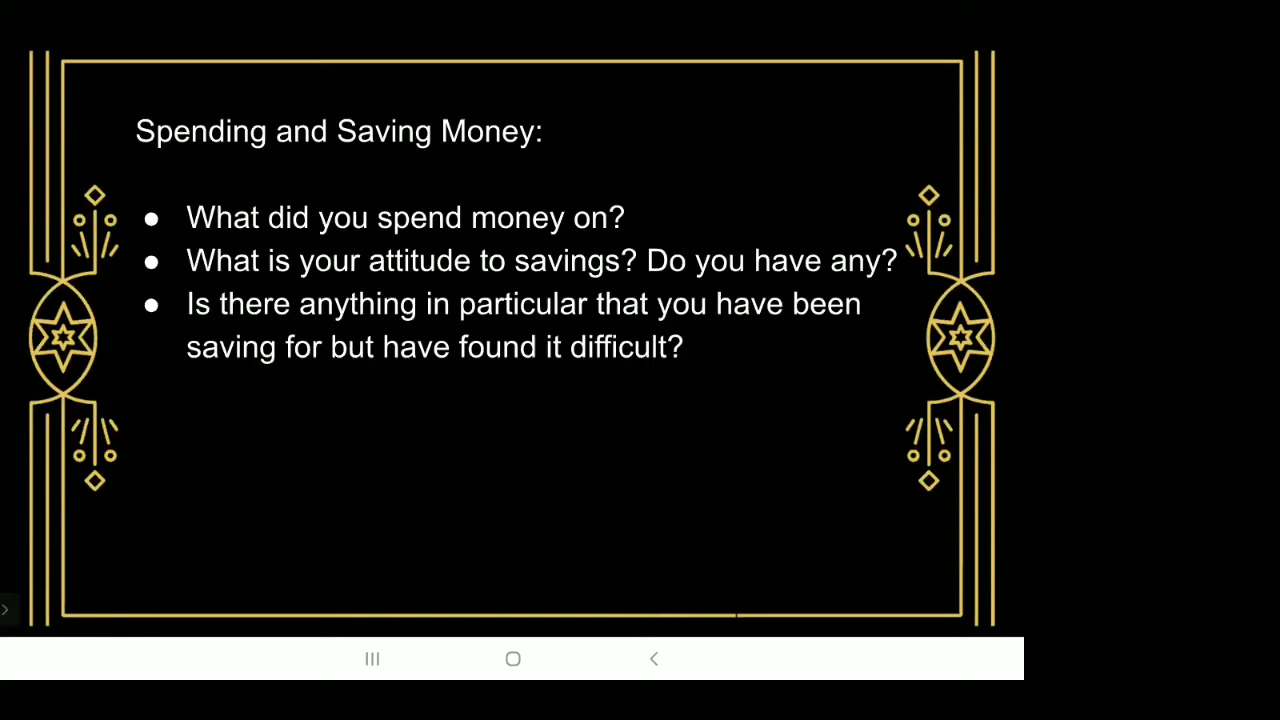 Spending and Saving Money:
● What did you spend money on?
● What is your attitude to savings? Do you have any?
● Is there anything in particular that you have been
saving for but have found it difficult?